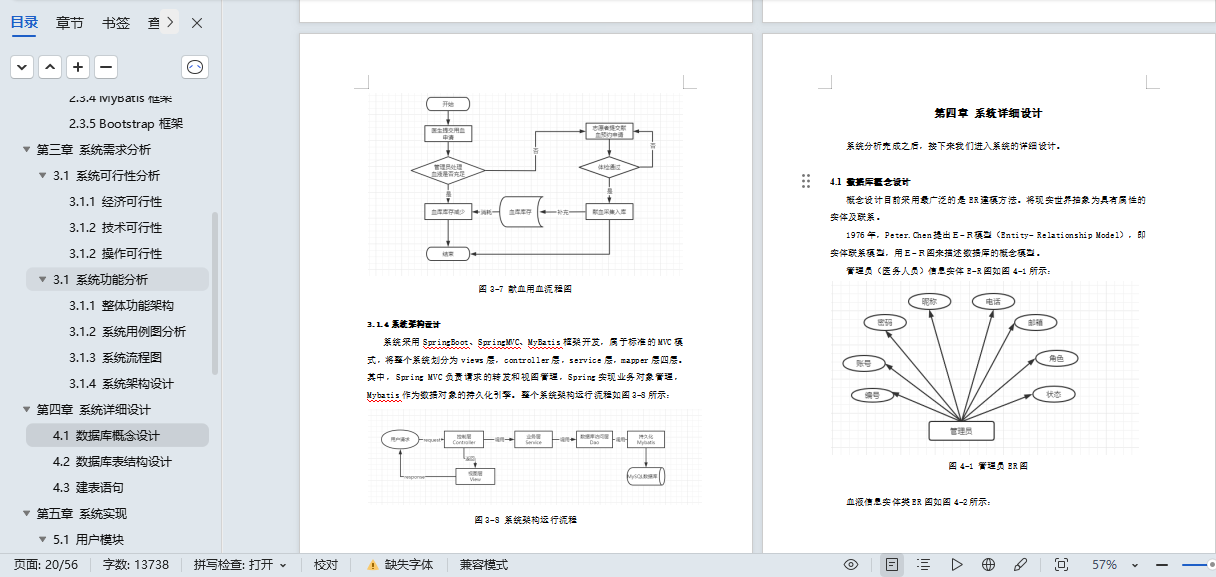 目录 章节 书签 查
2.3.4 MyBatis 框架
2.3.5 Bootstrap 框架
第三章 系统需求分析
3.1 系统可行性分析
3.1.1 经济可行性
3.1.2 技术可行性
3.1.2 操作可行性
3.1 系统功能分析
3.1.1 整体功能架构
3.1.2 系统用例图分析
3.1.3 系统流程图
3.1.4 系统架构设计
第四章 系统详细设计
4.1 数据库概念设计
4.2 数据库表结构设计
4.3 建表语句
第五章 系统实现
5.1 用户模块
开始
医生提交用血
申请
管理员处理
血液是否充足
否
是
血库库存减少
消耗
血库库存
补充
献血采集入库
志愿者提交献
血预约申请
体检通过
否
是
结束
图 3-7 献血用血流程图
3.1.4 系统架构设计
系统采用 SpringBoot、SpringMVC、MyBatis 框架开发，属于标准的 MVC 模
式，将整个系统划分为 views 层，controller 层，service 层，mapper 层四层。
其中，Spring MVC 负责请求的转发和视图管理，Spring 实现业务对象管理，
Mybatis 作为数据对象的持久化引擎。整个系统架构运行流程如图 3-8 所示：
用户请求
request
控制层
Controller
调用
业务层
Service
调用
数据库访问层
Dao
调用
持久化
Mybatis
返回
视图层
View
response
MySQL数据库
图 3-8 系统架构运行流程
第四章 系统详细设计
系统分析完成之后，接下来我们进入系统的详细设计。
4.1 数据库概念设计
概念设计目前采用最广泛的是 ER 建模方法。将现实世界抽象为具有属性的
实体及联系。
1976 年，Peter.Chen 提出 E－R 模型（Entity- Relationship Model），即
实体联系模型，用 E－R 图来描述数据库的概念模型。
管理员（医务人员）信息实体 E-R 图如图 4-1 所示：
昵称
电话
密码
邮箱
账号
角色
编号
状态
管理员
图 4-1 管理员 ER 图
血液信息实体类 ER 图如图 4-2 所示：
页面: 20/56 字数: 13738 拼写检查: 打开 校对 缺失字体 兼容模式 57%